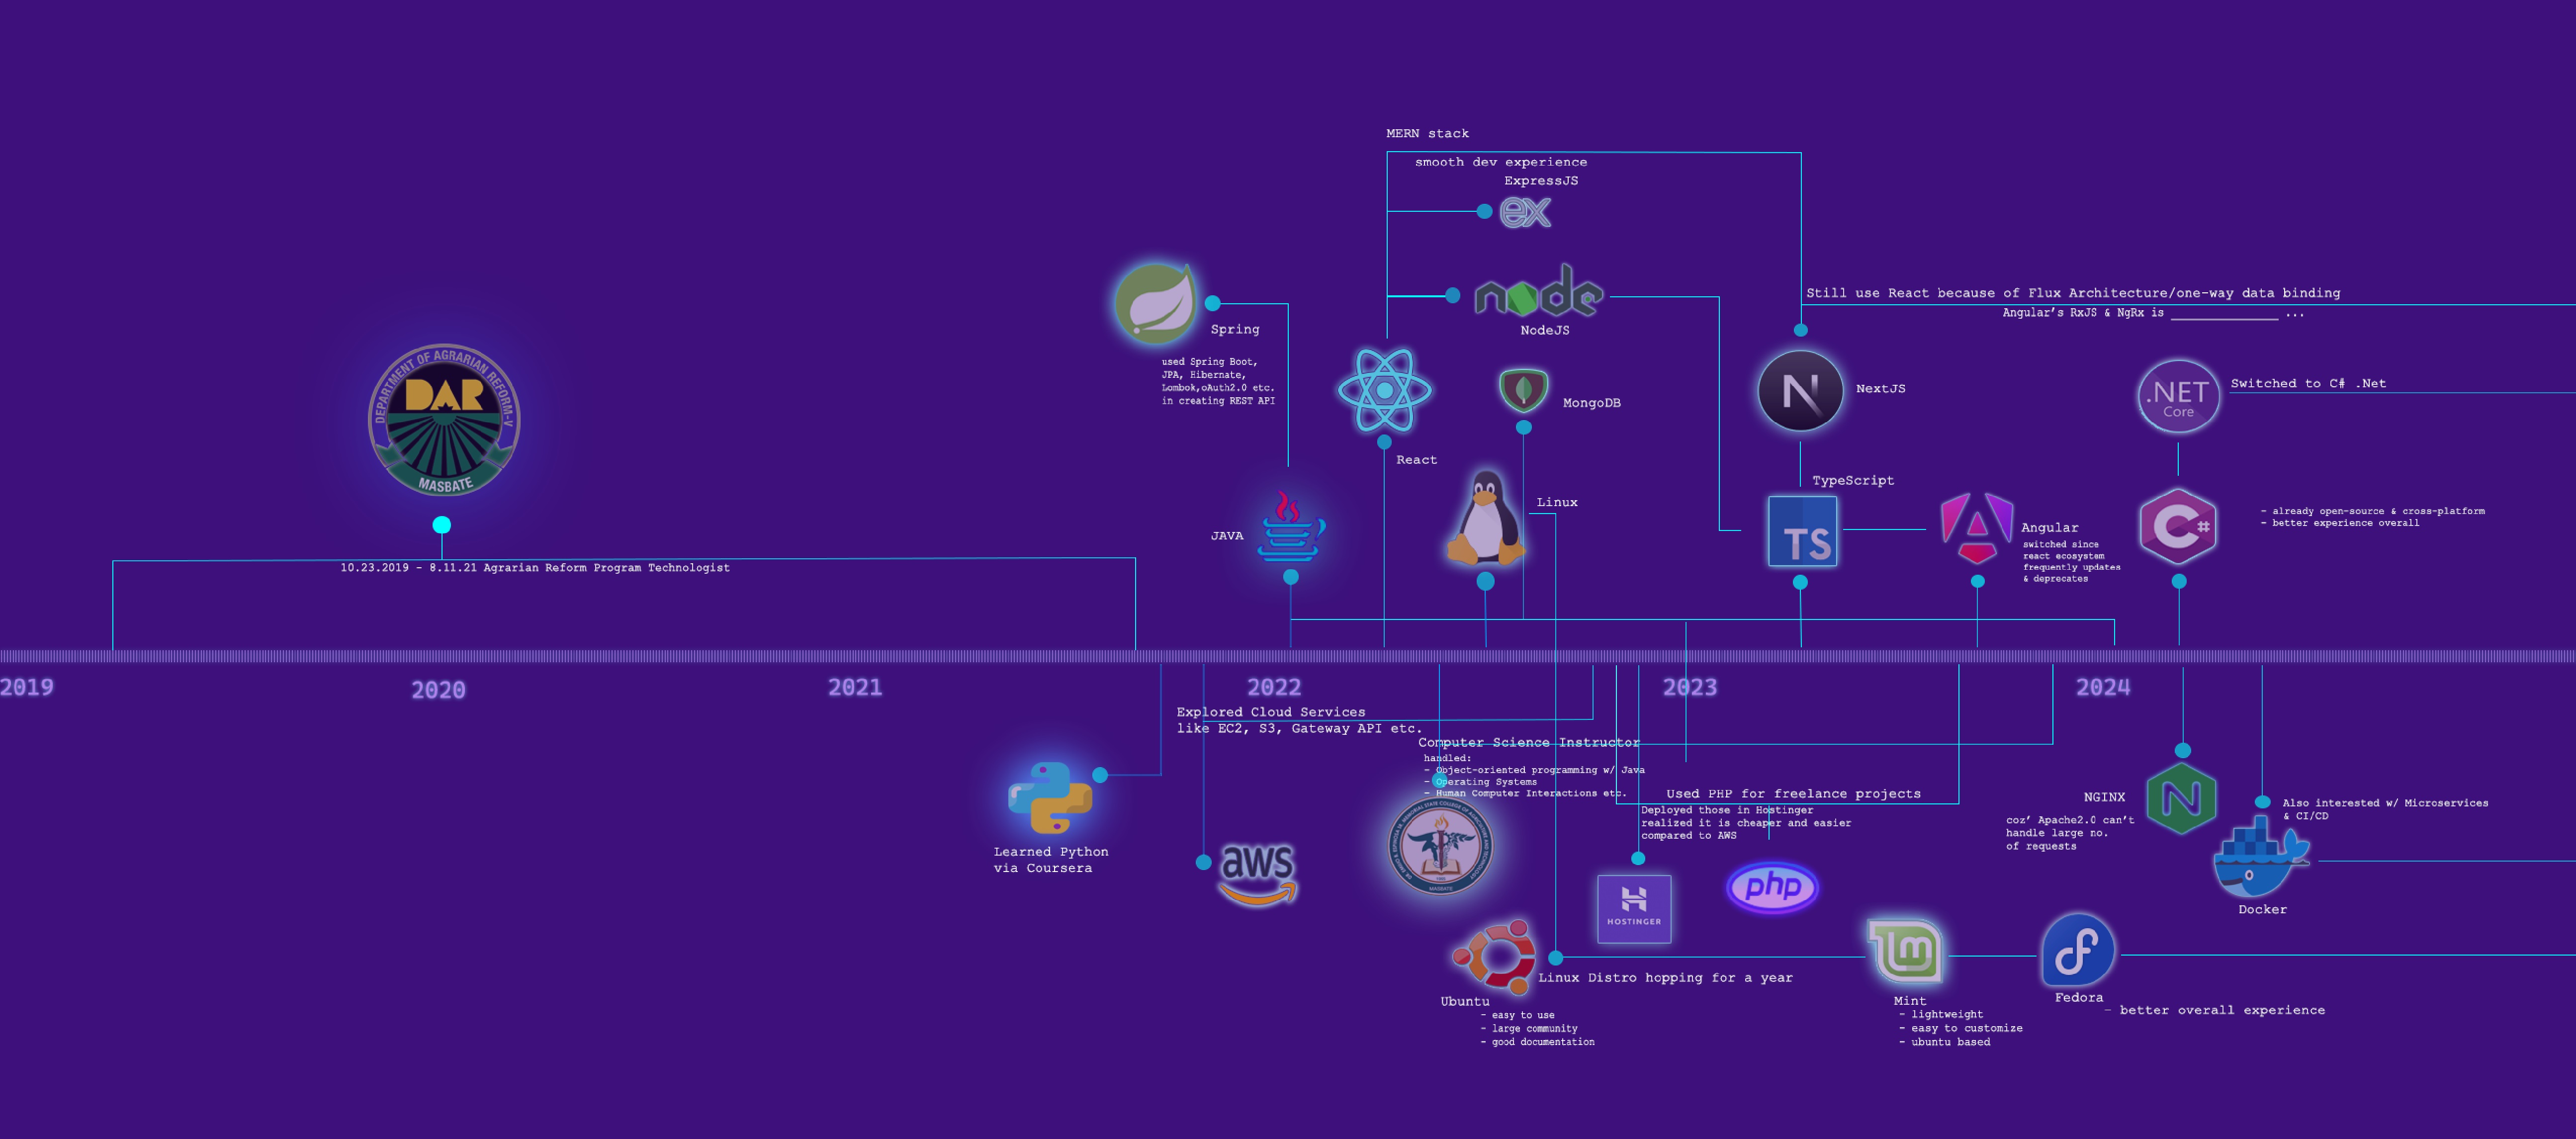 MERN stack
smooth dev experience
ExpressJS
ex
node
NodeJS
Spring
used Spring Boot,
JPA, Hibernate,
Lombok,oAuth2.0 etc.
in creating REST API
React
MongoDB
Linux
JAVA
Still use React because of Flux Architecture/one-way data binding
Angular's RxJS & NgRx is ________________ ...
N
NextJS
TypeScript
TS
Angular
switched since
react ecosystem
frequently updates
& deprecates
.NET
Core
Switched to C# .Net
C#
- already open-source & cross-platform
- better experience overall
DEPARTMENT OF AGRARIAN REFORM-V
DAR
MASBATE
10.23.2019 - 8.11.21 Agrarian Reform Program Technologist
2019
2020
2021
2022
2023
2024
Explored Cloud Services
like EC2, S3, Gateway API etc.
Learned Python
via Coursera
aws
Computer Science Instructor
handled:
- Object-oriented programming w/ Java
- Operating Systems
- Human Computer Interactions etc.
MASBATE
Used PHP for freelance projects
Deployed those in Hostinger
realized it is cheaper and easier
compared to AWS
HOSTINGER
php
NGINX
coz' Apache2.0 can't
handle large no.
of requests
N
Also interested w/ Microservices
& CI/CD
Docker
Linux Distro hopping for a year
Ubuntu
- easy to use
- large community
- good documentation
lm
Mint
- lightweight
- easy to customize
- ubuntu based
Fedora
- better overall experience